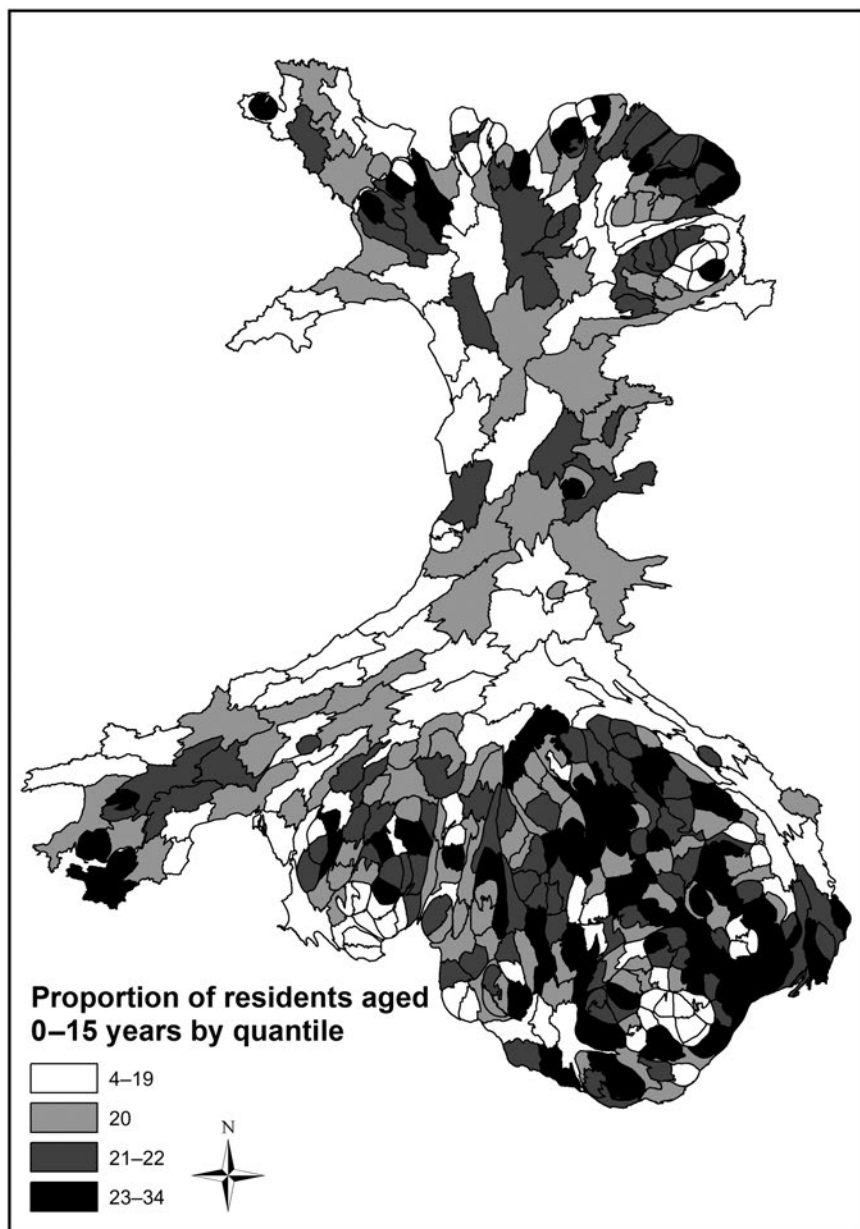 Proportion of residents aged
0–15 years by quantile
4–19
20
21–22
23–34
N